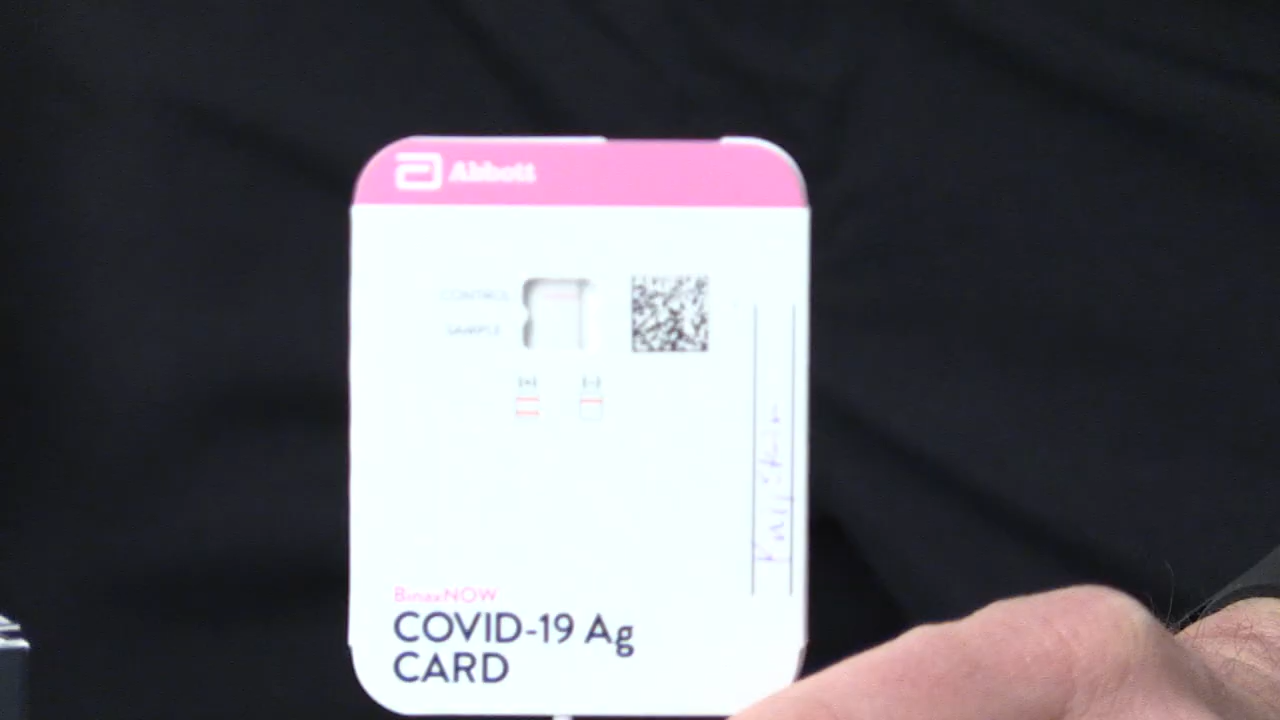 Abbott
CONTROL
SAMPLE
[+] [-]
BinaxNOW
COVID-19 Ag
CARD